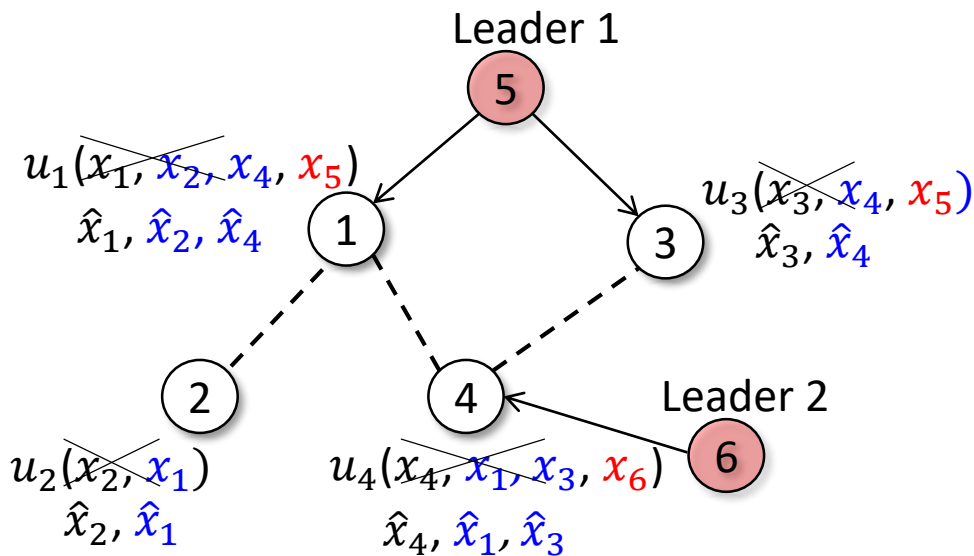 Leader 1
5
u₁(x₁, x₂, x₄, x₅)
x̂₁, x̂₂, x̂₄
1
u₃(x₃, x₄, x₅)
x̂₃, x̂₄
3
2
4
Leader 2
6
u₂(x₂, x₁)
x̂₂, x̂₁
u₄(x₄, x₁, x₃, x₆)
x̂₄, x̂₁, x̂₃